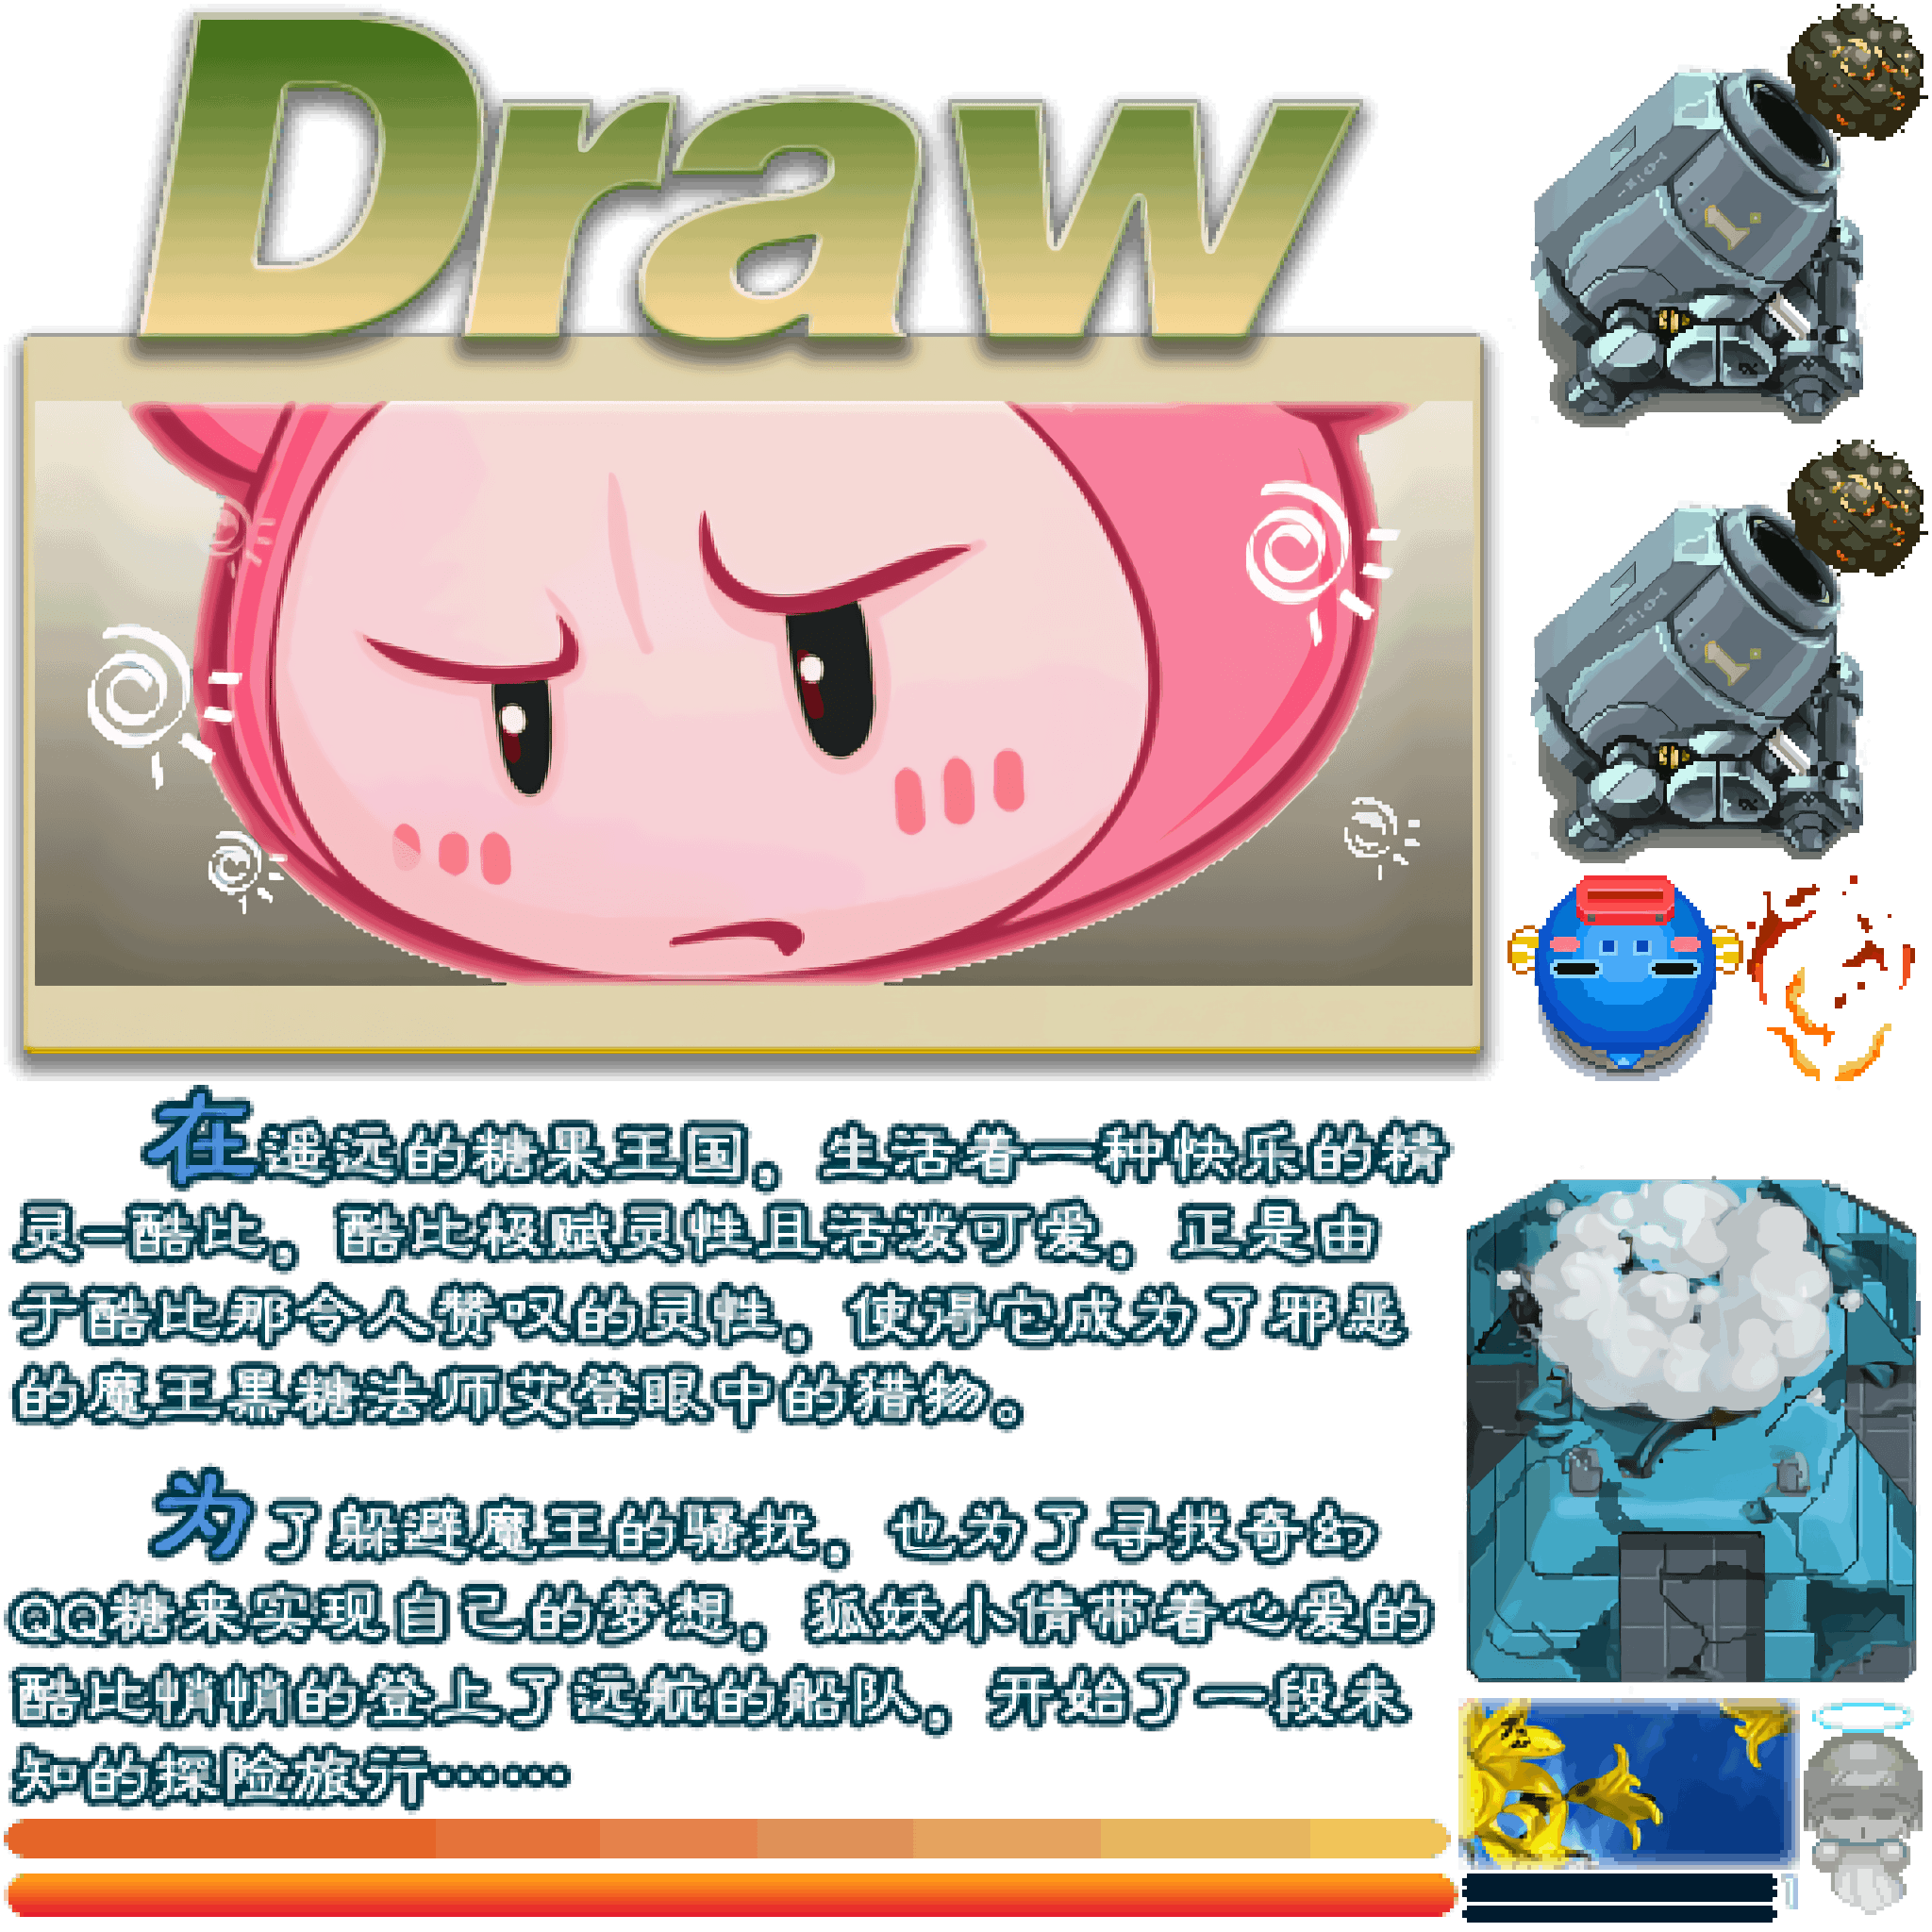 Draw
1.
1.
在遥远的糖果王国，生活着一种快乐的精
灵—酷比，酷比极赋灵性且活泼可爱，正是由
于酷比那令人赞叹的灵性，使得它成为了邪恶
的魔王黑糖法师艾登眼中的猎物。
为了躲避魔王的骚扰，也为了寻找奇幻
QQ糖来实现自己的梦想，狐妖小倩带着心爱的
酷比悄悄的登上了远航的船队，开始了一段未
知的探险旅行……
1